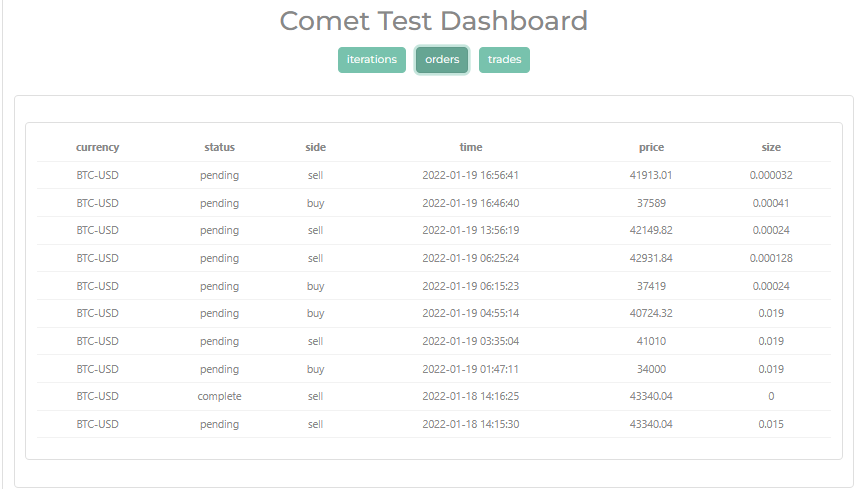 Comet Test Dashboard
iterations orders trades
currency status side time price size
BTC-USD pending sell 2022-01-19 16:56:41 41913.01 0.000032
BTC-USD pending buy 2022-01-19 16:46:40 37589 0.00041
BTC-USD pending sell 2022-01-19 13:56:19 42149.82 0.00024
BTC-USD pending sell 2022-01-19 06:25:24 42931.84 0.000128
BTC-USD pending buy 2022-01-19 06:15:23 37419 0.00024
BTC-USD pending buy 2022-01-19 04:55:14 40724.32 0.019
BTC-USD pending sell 2022-01-19 03:35:04 41010 0.019
BTC-USD pending buy 2022-01-19 01:47:11 34000 0.019
BTC-USD complete sell 2022-01-18 14:16:25 43340.04 0
BTC-USD pending sell 2022-01-18 14:15:30 43340.04 0.015